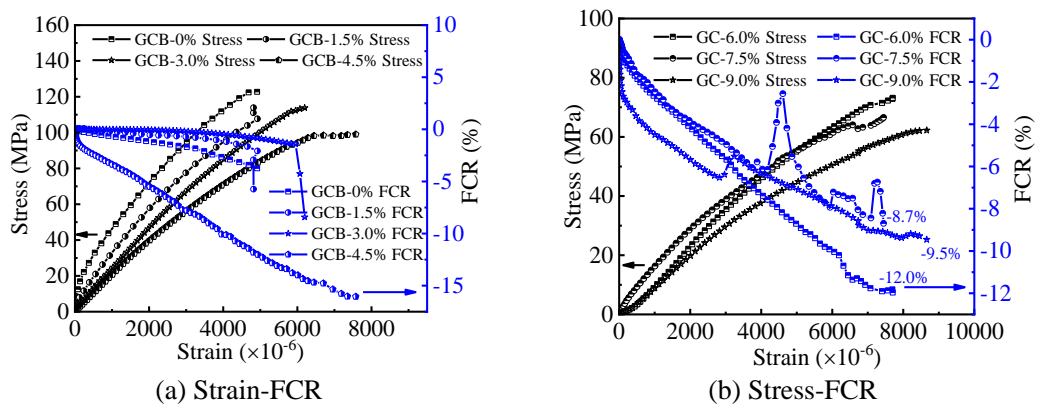 160
140
120
100
80
60
40
20
0
Stress (MPa)
GCB-0% Stress
GCB-1.5% Stress
GCB-3.0% Stress
GCB-4.5% Stress
GCB-0% FCR
GCB-1.5% FCR
GCB-3.0% FCR
GCB-4.5% FCR
10
5
0
-5
-10
-15
FCR (%)
0 2000 4000 6000 8000
Strain (×10⁻⁶)
(a) Strain-FCR
100
80
60
40
20
0
Stress (MPa)
GC-6.0% Stress
GC-6.0% FCR
GC-7.5% Stress
GC-7.5% FCR
GC-9.0% Stress
GC-9.0% FCR
-8.7%
-9.5%
-12.0%
0
-2
-4
-6
-8
-10
-12
FCR (%)
0 2000 4000 6000 8000 10000
Strain (×10⁻⁶)
(b) Stress-FCR